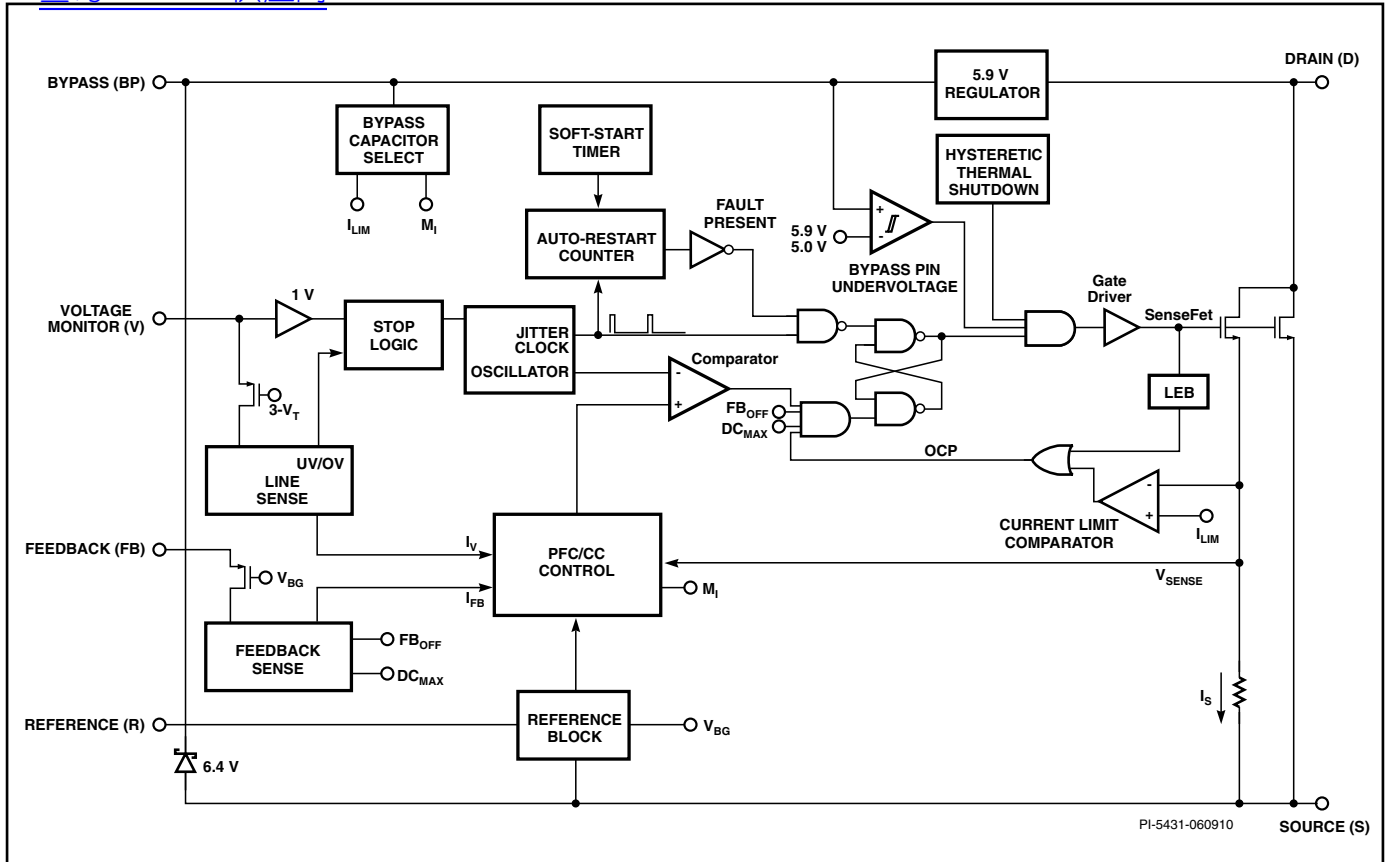 DRAIN (D)
BYPASS (BP)
5.9 V
REGULATOR
BYPASS
CAPACITOR
SELECT
SOFT-START
TIMER
HYSTERETIC
THERMAL
SHUTDOWN
I_LIM
M_I
FAULT
PRESENT
AUTO-RESTART
COUNTER
+
-
5.9 V
5.0 V
BYPASS PIN
UNDERVOLTAGE
Gate
Driver
SenseFet
VOLTAGE
MONITOR (V)
1 V
STOP
LOGIC
JITTER
CLOCK
OSCILLATOR
Comparator
-
+
LEB
3-V_T
FB_OFF
DC_MAX
OCP
UV/OV
LINE
SENSE
-
+
I_LIM
CURRENT LIMIT
COMPARATOR
FEEDBACK (FB)
V_BG
I_V
I_FB
PFC/CC
CONTROL
M_I
V_SENSE
FEEDBACK
SENSE
FB_OFF
DC_MAX
I_S
REFERENCE (R)
REFERENCE
BLOCK
V_BG
6.4 V
PI-5431-060910
SOURCE (S)